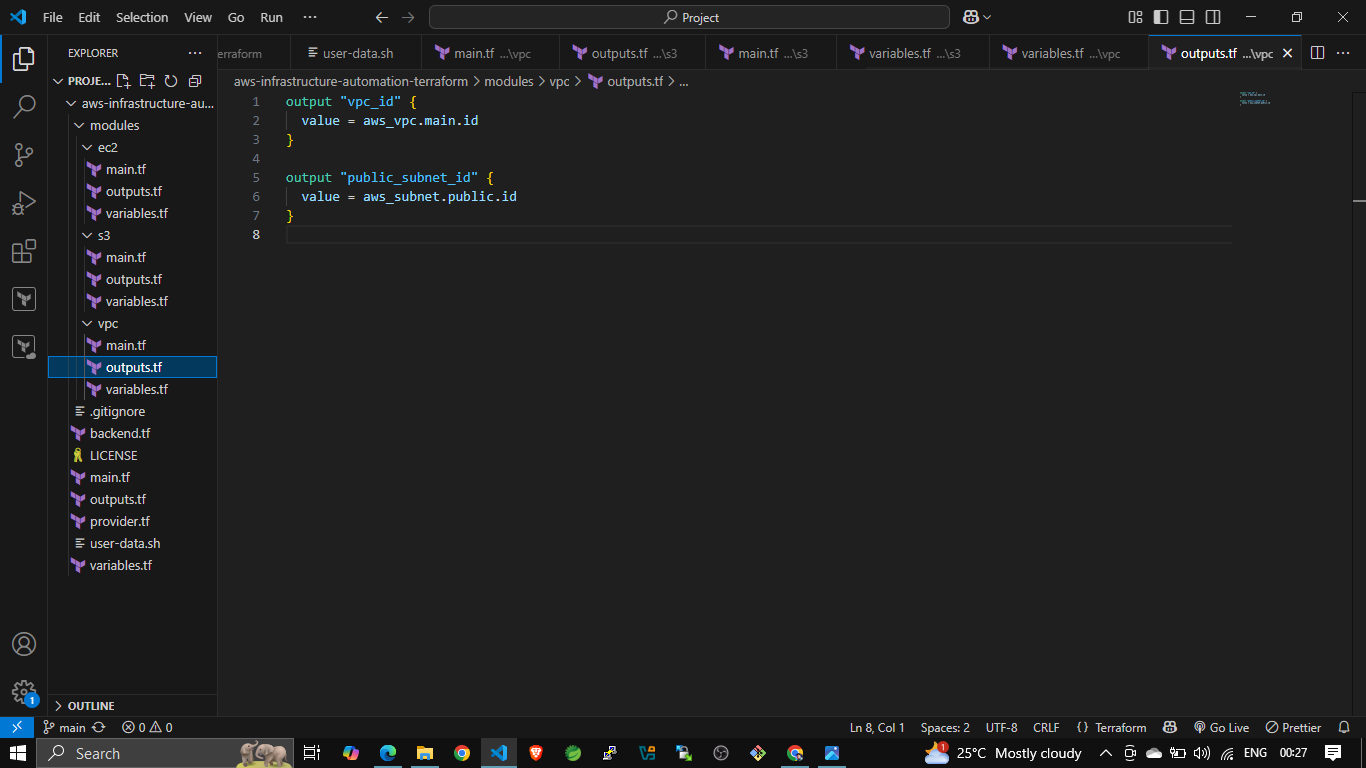 File Edit Selection View Go Run ··· Project
EXPLORER ···
erraform user-data.sh main.tf ...\vpc outputs.tf ...\s3 main.tf ...\s3 variables.tf ...\s3 variables.tf ...\vpc outputs.tf ...\vpc
PROJE...
aws-infrastructure-automation-terraform > modules > vpc > outputs.tf > ...
aws-infrastructure-au...
modules
ec2
main.tf
outputs.tf
variables.tf
s3
main.tf
outputs.tf
variables.tf
vpc
main.tf
outputs.tf
variables.tf
.gitignore
backend.tf
LICENSE
main.tf
outputs.tf
provider.tf
user-data.sh
variables.tf
OUTLINE
1 output "vpc_id" {
2 value = aws_vpc.main.id
3 }
4
5 output "public_subnet_id" {
6 value = aws_subnet.public.id
7 }
8
1
main 0 0 Ln 8, Col 1 Spaces: 2 UTF-8 CRLF {} Terraform Go Live Prettier
Search 1 25°C Mostly cloudy ENG 00:27